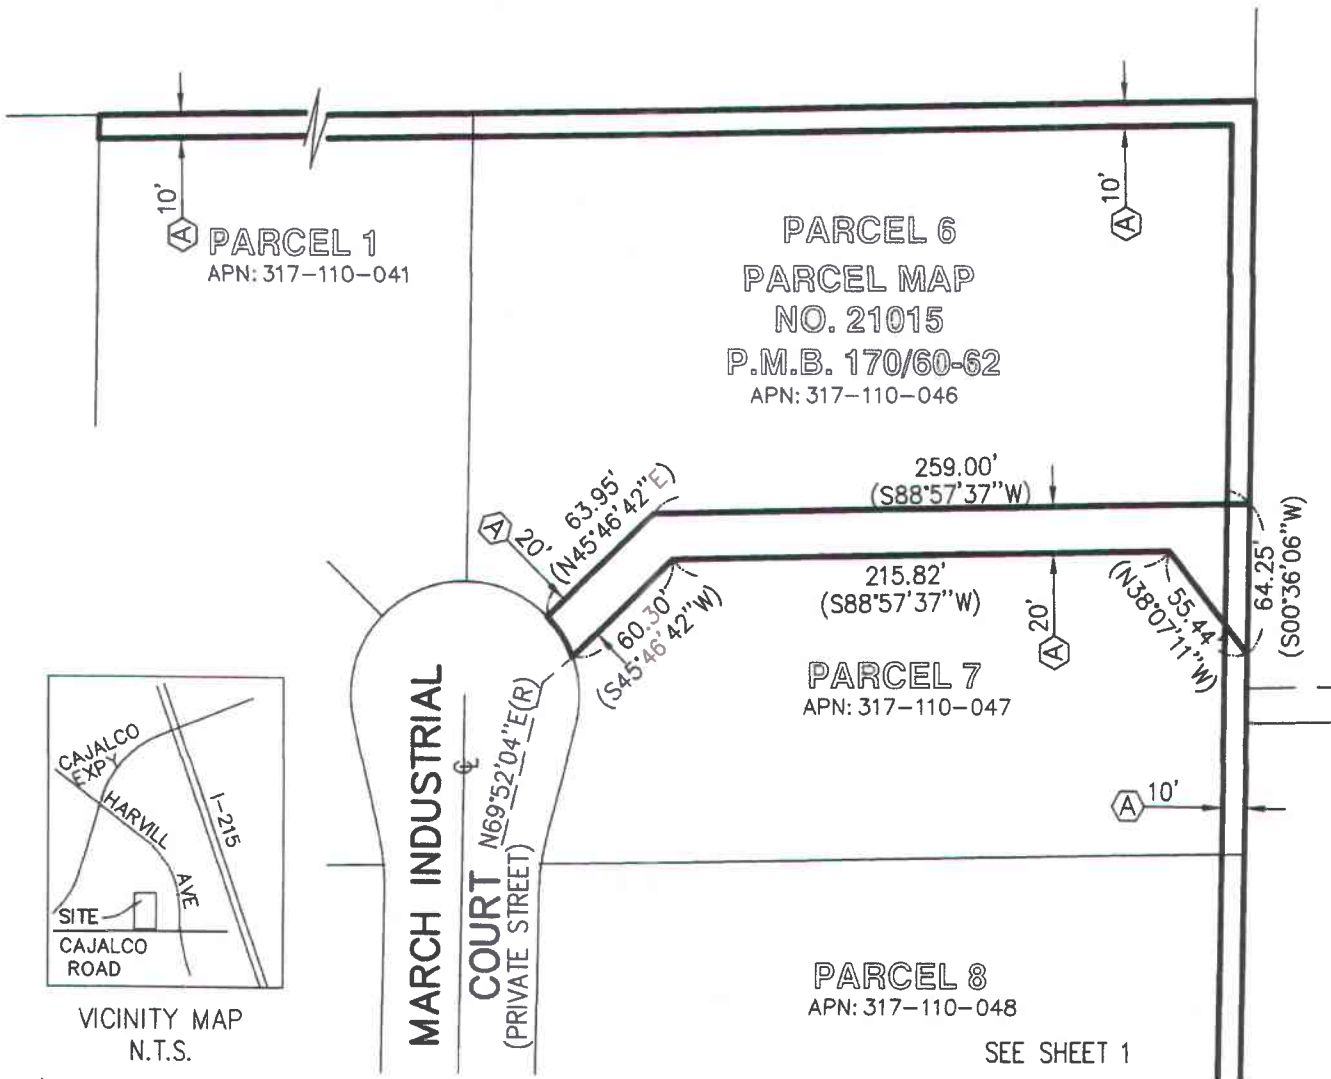 10'
A
PARCEL 1
APN: 317-110-041
10'
A
PARCEL 6
PARCEL MAP
NO. 21015
P.M.B. 170/60-62
APN: 317-110-046
A
20'
63.95'
(N45°46'42"E)
259.00'
(S88°57'37"W)
60.30'
(S45°46'42"W)
215.82'
(S88°57'37"W)
20'
A
55.44'
(N38°07'11"W)
64.25'
(S00°36'06"W)
PARCEL 7
APN: 317-110-047
A 10'
MARCH INDUSTRIAL
℄
COURT
(PRIVATE STREET)
N69°52'04"E(R)
PARCEL 8
APN: 317-110-048
SEE SHEET 1
CAJALCO
EXPY
HARVILL
AVE
I-215
SITE
CAJALCO
ROAD
VICINITY MAP
N.T.S.